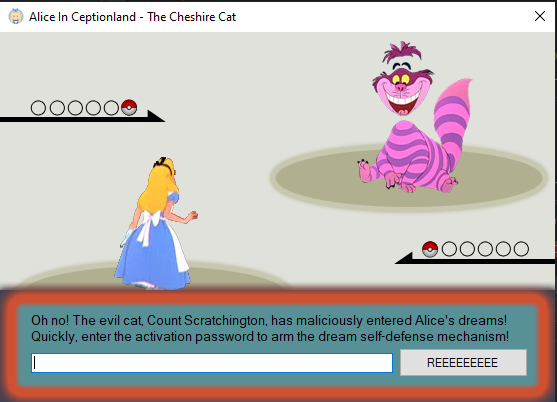 Alice In Ceptionland - The Cheshire Cat
Oh no! The evil cat, Count Scratchington, has maliciously entered Alice's dreams!
Quickly, enter the activation password to arm the dream self-defense mechanism!
REEEEEEEEE